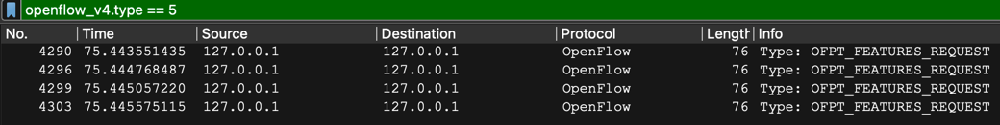 openflow_v4.type == 5
No. Time Source Destination Protocol Length Info
4290 75.443551435 127.0.0.1 127.0.0.1 OpenFlow 76 Type: OFPT_FEATURES_REQUEST
4296 75.444768487 127.0.0.1 127.0.0.1 OpenFlow 76 Type: OFPT_FEATURES_REQUEST
4299 75.445057220 127.0.0.1 127.0.0.1 OpenFlow 76 Type: OFPT_FEATURES_REQUEST
4303 75.445575115 127.0.0.1 127.0.0.1 OpenFlow 76 Type: OFPT_FEATURES_REQUEST